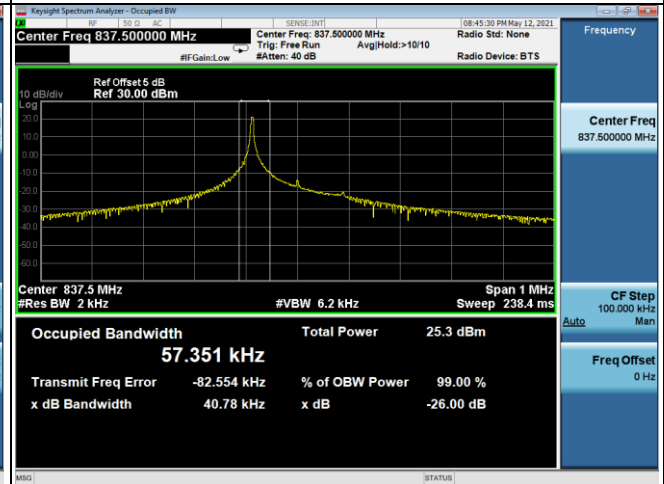 Keysight Spectrum Analyzer - Occupied BW
RF 50 Ω AC SENSE:INT 08:45:30 PM May 12, 2021
Center Freq 837.500000 MHz
Center Freq: 837.500000 MHz
Radio Std: None
Trig: Free Run Avg|Hold:>10/10
#IFGain:Low #Atten: 40 dB Radio Device: BTS
Frequency
Ref Offset 5 dB
10 dB/div Ref 30.00 dBm
Log
20.0
10.0
0.00
-10.0
-20.0
-30.0
-40.0
-50.0
-60.0
Center 837.5 MHz Span 1 MHz
#Res BW 2 kHz #VBW 6.2 kHz Sweep 238.4 ms
Occupied Bandwidth Total Power 25.3 dBm
57.351 kHz
Transmit Freq Error -82.554 kHz % of OBW Power 99.00 %
x dB Bandwidth 40.78 kHz x dB -26.00 dB
Center Freq
837.500000 MHz
CF Step
100.000 kHz
Auto Man
Freq Offset
0 Hz
MSG STATUS